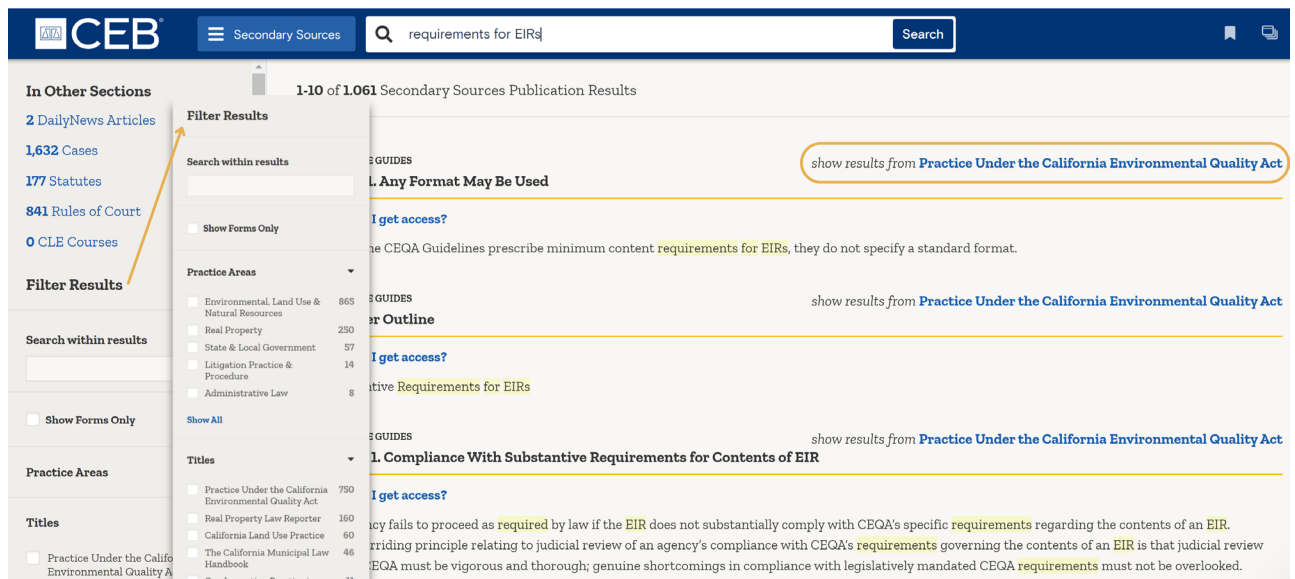 CEB
Secondary Sources
requirements for EIRs
Search
In Other Sections
2 DailyNews Articles
1,632 Cases
177 Statutes
841 Rules of Court
0 CLE Courses
Filter Results
Search within results
Show Forms Only
Practice Areas
Titles
Practice Under the Califo
Environmental Quality A
Filter Results
Search within results
Show Forms Only
Practice Areas
Environmental, Land Use & 865
Natural Resources
Real Property 250
State & Local Government 57
Litigation Practice & 14
Procedure
Administrative Law 8
Show All
Titles
Practice Under the California 750
Environmental Quality Act
Real Property Law Reporter 160
California Land Use Practice 60
The California Municipal Law 46
Handbook
1-10 of 1,061 Secondary Sources Publication Results
E GUIDES
show results from Practice Under the California Environmental Quality Act
1. Any Format May Be Used
I get access?
he CEQA Guidelines prescribe minimum content requirements for EIRs, they do not specify a standard format.
E GUIDES
show results from Practice Under the California Environmental Quality Act
er Outline
I get access?
ntive Requirements for EIRs
E GUIDES
show results from Practice Under the California Environmental Quality Act
1. Compliance With Substantive Requirements for Contents of EIR
I get access?
ncy fails to proceed as required by law if the EIR does not substantially comply with CEQA's specific requirements regarding the contents of an EIR.
rriding principle relating to judicial review of an agency's compliance with CEQA's requirements governing the contents of an EIR is that judicial review
CEQA must be vigorous and thorough; genuine shortcomings in compliance with legislatively mandated CEQA requirements must not be overlooked.